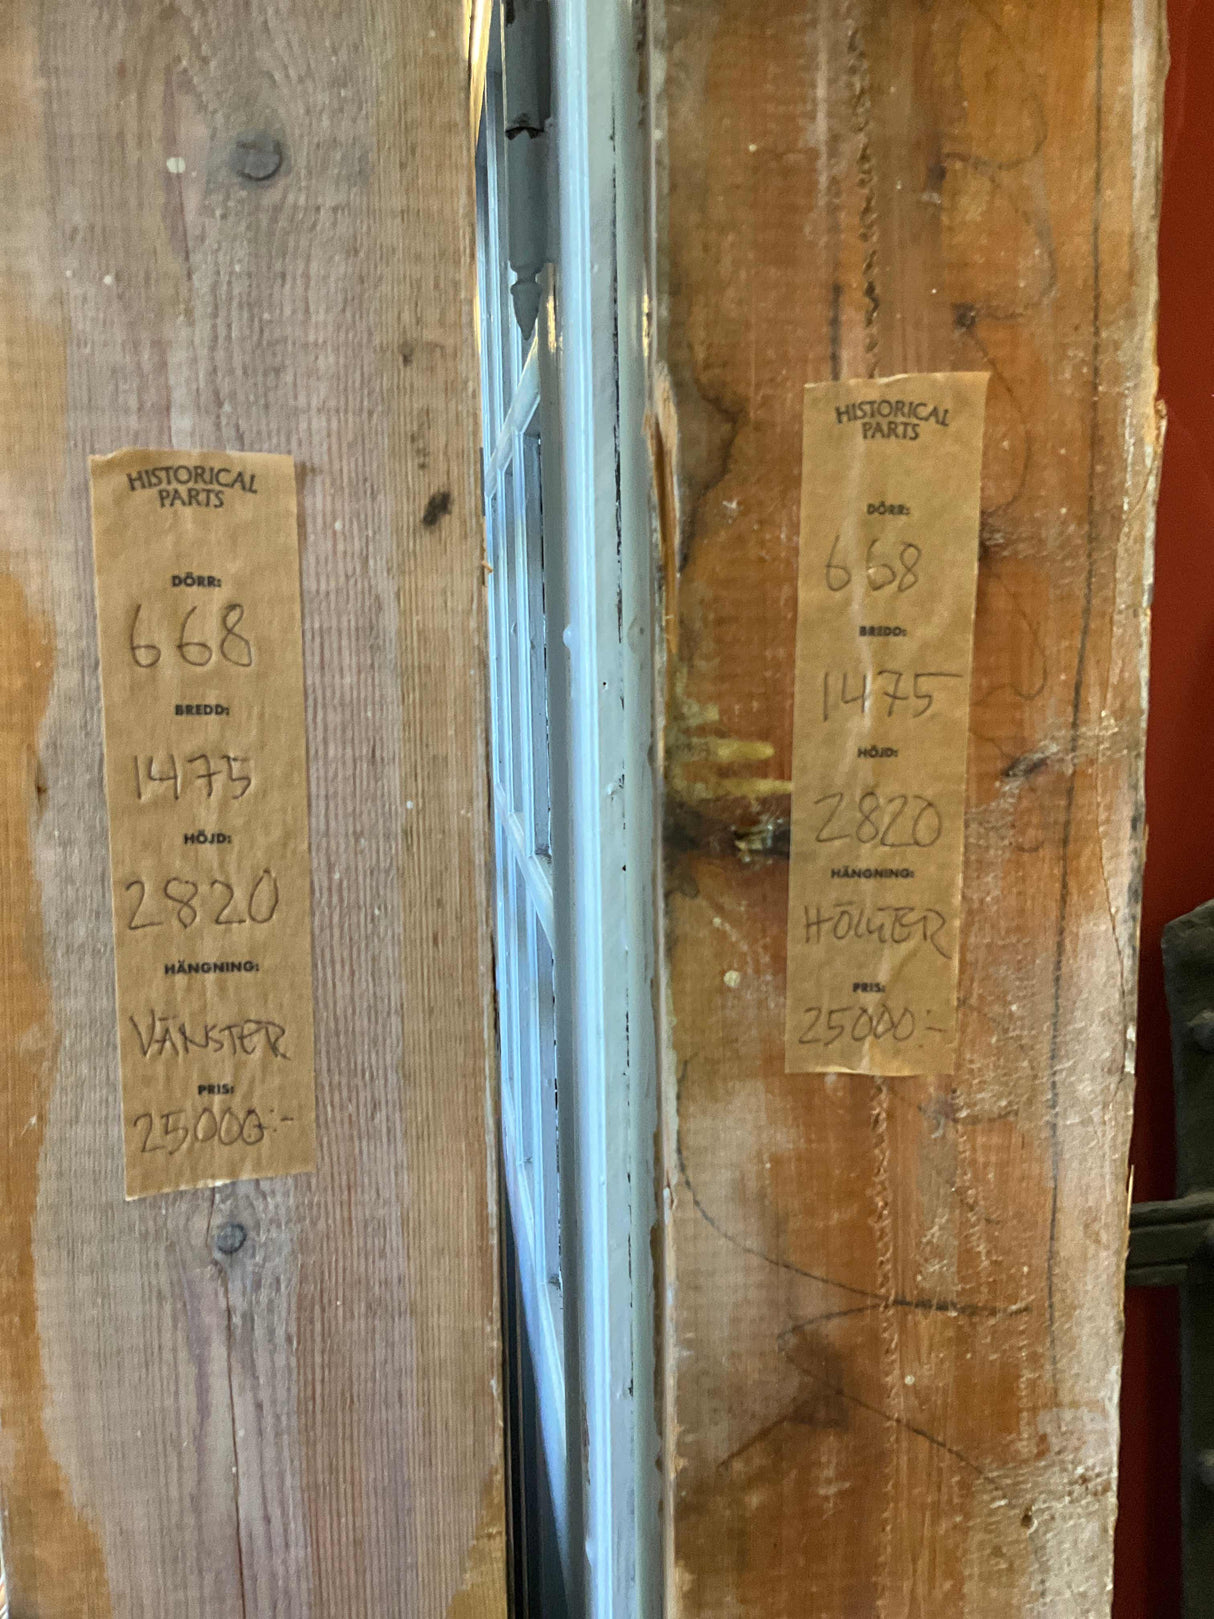 HISTORICAL
PARTS
DÖRR:
668
BREDD:
1475
HÖJD:
2820
HÄNGNING:
VÄNSTER
PRIS:
25000:-
HISTORICAL
PARTS
DÖRR:
668
BREDD:
1475
HÖJD:
2820
HÄNGNING:
HÖGER
PRIS:
25000:-